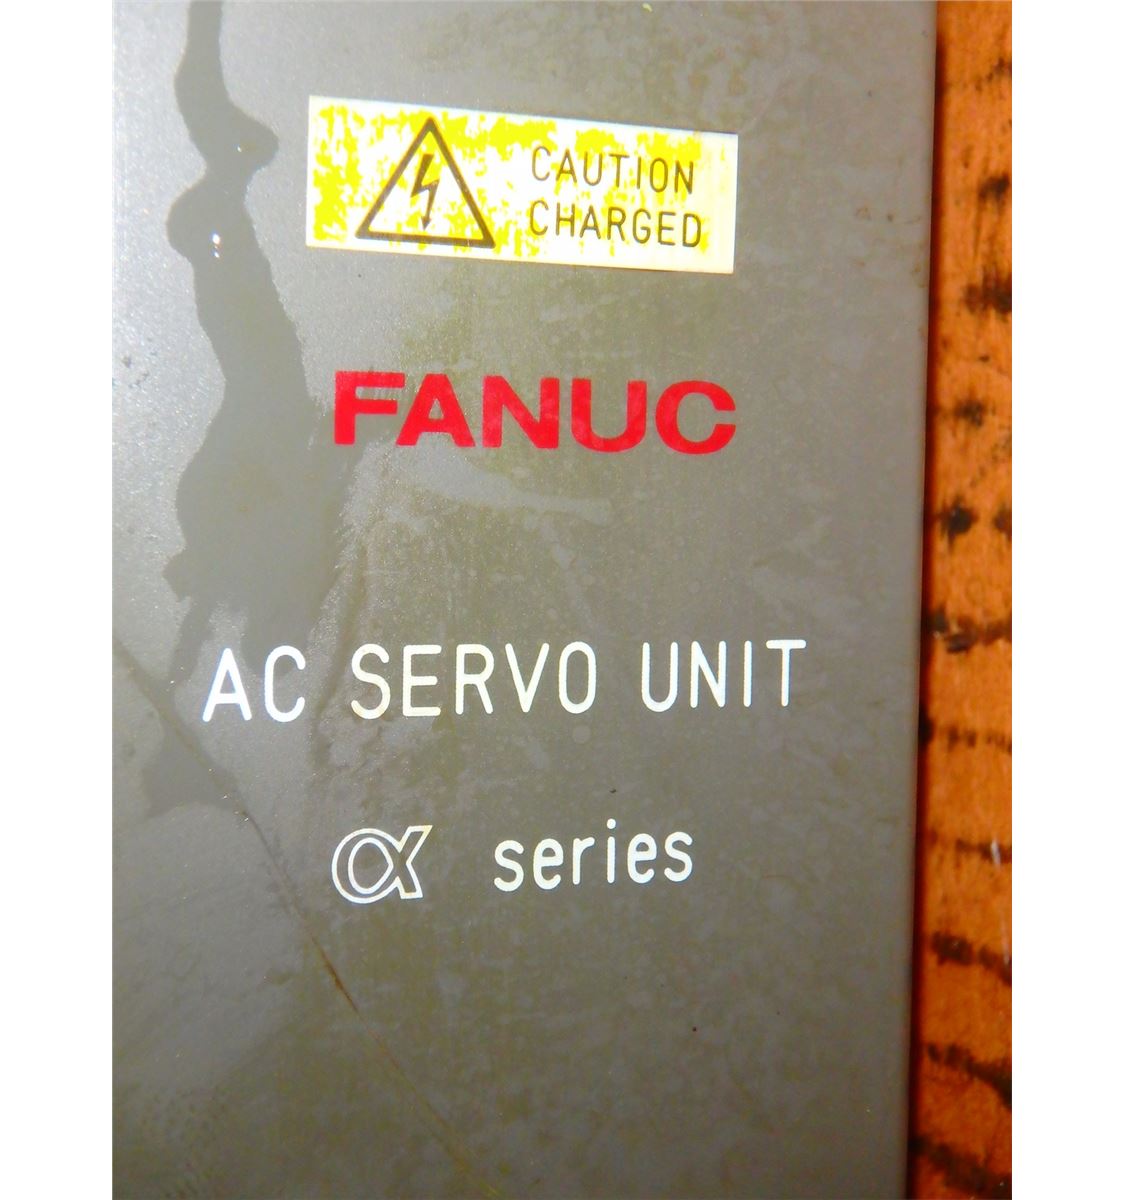 CAUTION
CHARGED
FANUC
AC SERVO UNIT
α series